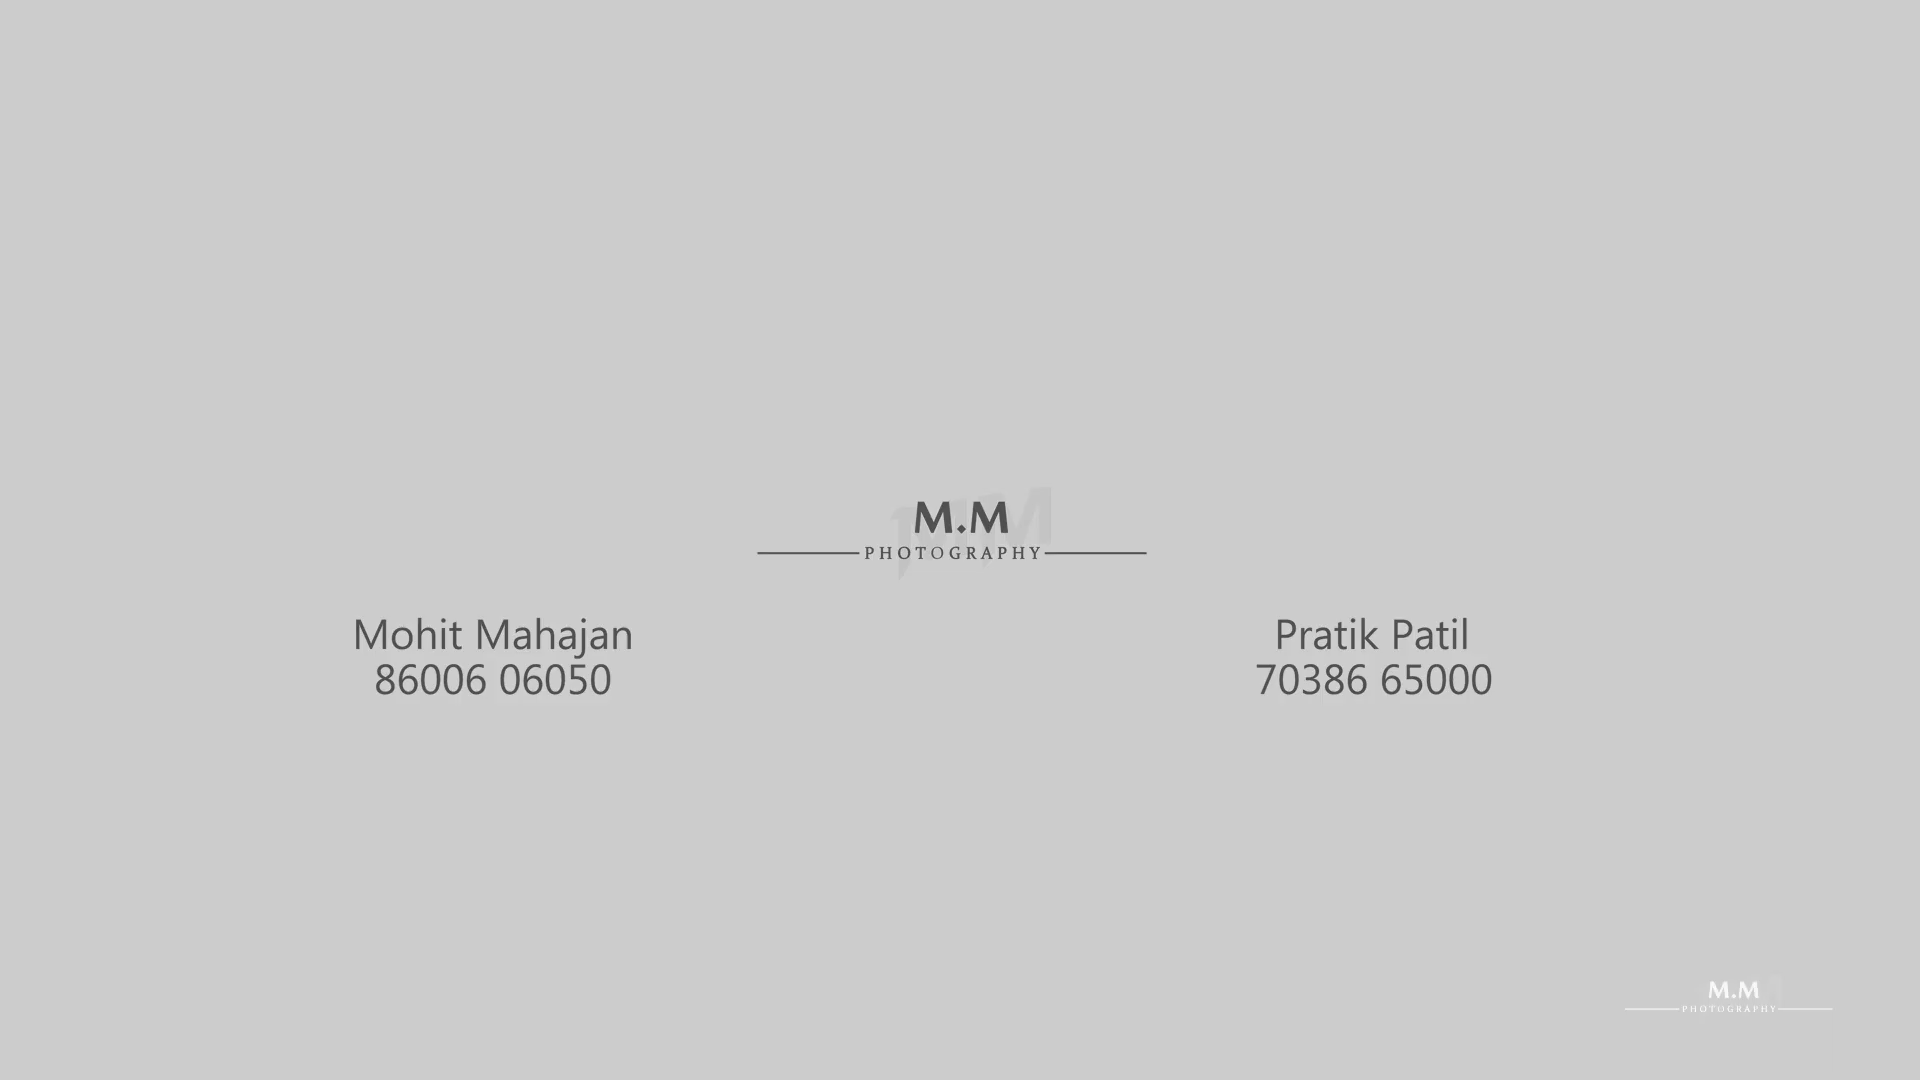 M.M
PHOTOGRAPHY
Mohit Mahajan
86006 06050
Pratik Patil
70386 65000
M.M
PHOTOGRAPHY